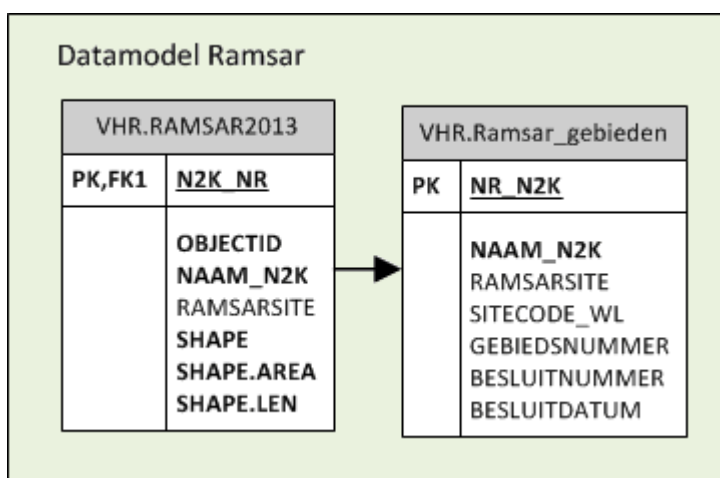 Datamodel Ramsar
VHR.RAMSAR2013
PK,FK1 N2K_NR
OBJECTID
NAAM_N2K
RAMSARSITE
SHAPE
SHAPE.AREA
SHAPE.LEN
VHR.Ramsar_gebieden
PK NR_N2K
NAAM_N2K
RAMSARSITE
SITECODE_WL
GEBIEDSNUMMER
BESLUITNUMMER
BESLUITDATUM